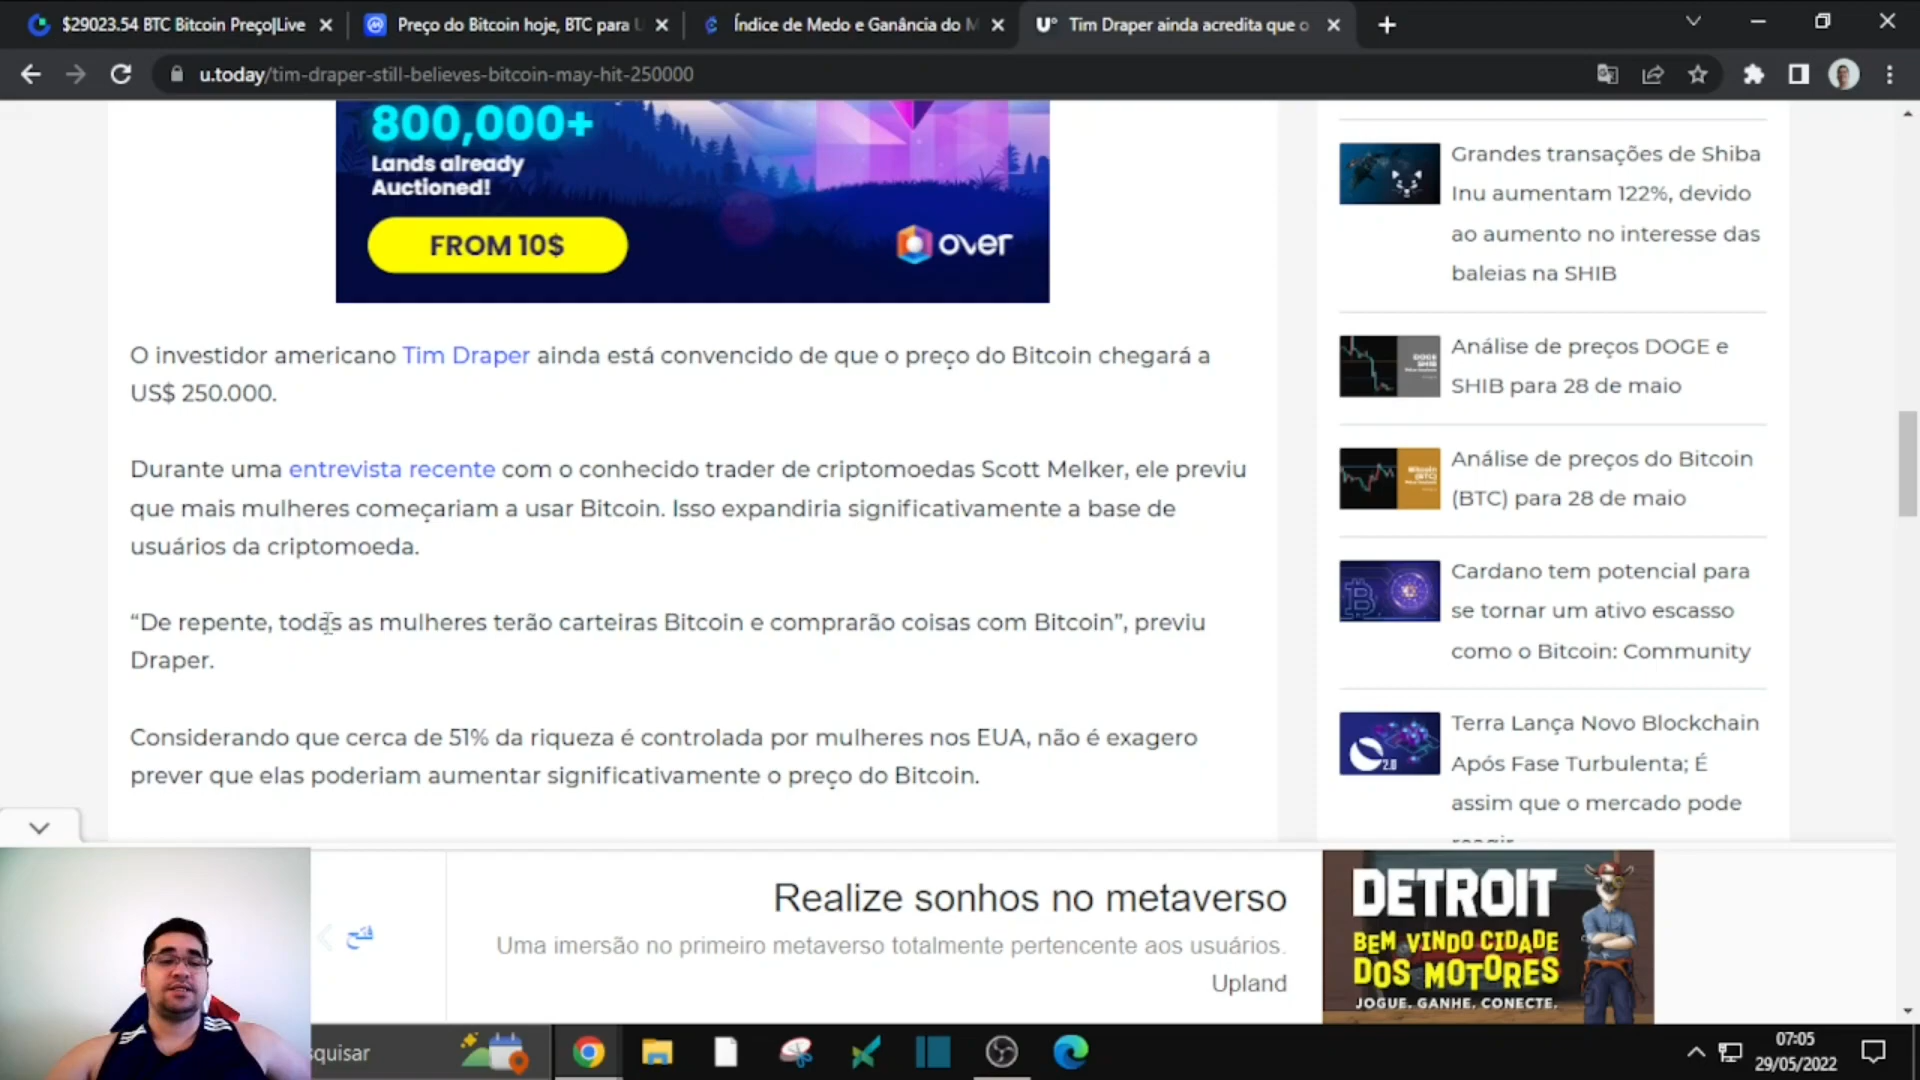 $29023.54 BTC Bitcoin Preço|Live
Preço do Bitcoin hoje, BTC para U
Índice de Medo e Ganância do M
U°
Tim Draper ainda acredita que o
u.today/tim-draper-still-believes-bitcoin-may-hit-250000
800,000+
Lands already
Auctioned!
FROM 10$
over
O investidor americano Tim Draper ainda está convencido de que o preço do Bitcoin chegará a
US$ 250.000.
Durante uma entrevista recente com o conhecido trader de criptomoedas Scott Melker, ele previu
que mais mulheres começariam a usar Bitcoin. Isso expandiria significativamente a base de
usuários da criptomoeda.
“De repente, todas as mulheres terão carteiras Bitcoin e comprarão coisas com Bitcoin”, previu
Draper.
Considerando que cerca de 51% da riqueza é controlada por mulheres nos EUA, não é exagero
prever que elas poderiam aumentar significativamente o preço do Bitcoin.
Grandes transações de Shiba
Inu aumentam 122%, devido
ao aumento no interesse das
baleias na SHIB
Análise de preços DOGE e
SHIB para 28 de maio
Análise de preços do Bitcoin
(BTC) para 28 de maio
Cardano tem potencial para
se tornar um ativo escasso
como o Bitcoin: Community
Terra Lança Novo Blockchain
Após Fase Turbulenta; É
assim que o mercado pode
reagir
2.0
فتح
Realize sonhos no metaverso
Uma imersão no primeiro metaverso totalmente pertencente aos usuários.
Upland
DETROIT
BEM VINDO CIDADE
DOS MOTORES
JOGUE. GANHE. CONECTE.
squisar
07:05
29/05/2022